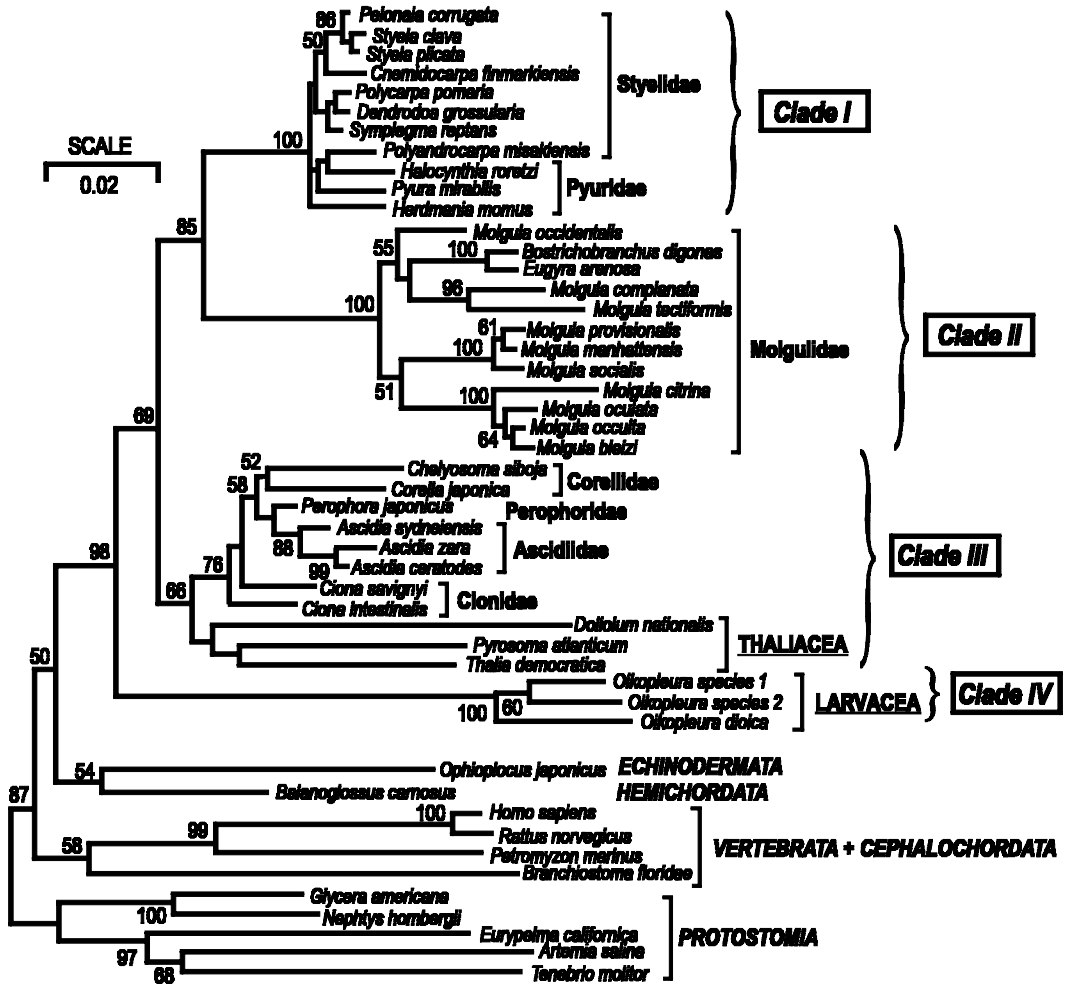 Pelonaia corrugata
86
Styela clava
50
Styela plicata
Cnemidocarpa finmarkiensis
Styelidae
Clade I
Polycarpa pomaria
Dendrodoa grossularia
Symplegma reptans
100
SCALE
0.02
Polyandrocarpa misakiensis
Halocynthia roretzi
Pyuridae
Pyura mirabilis
Herdmania momus
85
Molgula occidentalis
55
100
Bostrichobranchus digonas
Eugyra arenosa
96
Molgula complanata
100
Molgula tectiformis
61
Molgula provisionalis
Clade II
100
Molgula manhattensis
Molgulidae
Molgula socialis
51
100
Molgula citrina
Molgula oculata
69
Molgula occulta
64
Molgula bleizi
52
Chelyosoma siboja
58
Corella japonica
Corellidae
Perophora japonicus
Perophoridae
Ascidia sydneiensis
88
Ascidia zara
Ascidiidae
98
76
99
Ascidia ceratodes
Clade III
Ciona savignyi
66
Ciona intestinalis
Cionidae
Doliolum nationalis
50
Pyrosoma atlanticum
THALIACEA
Thalia democratica
Oikopleura species 1
60
Oikopleura species 2
LARVACEA
Clade IV
100
Oikopleura dioica
54
Ophioplocus japonicus
ECHINODERMATA
Balanoglossus carnosus
HEMICHORDATA
87
100
Homo sapiens
99
Rattus norvegicus
58
Petromyzon marinus
VERTEBRATA + CEPHALOCHORDATA
Branchiostoma floridae
Glycera americana
100
Nephtys hombergii
Eurypelma californica
PROTOSTOMIA
97
Artemia salina
68
Tenebrio molitor